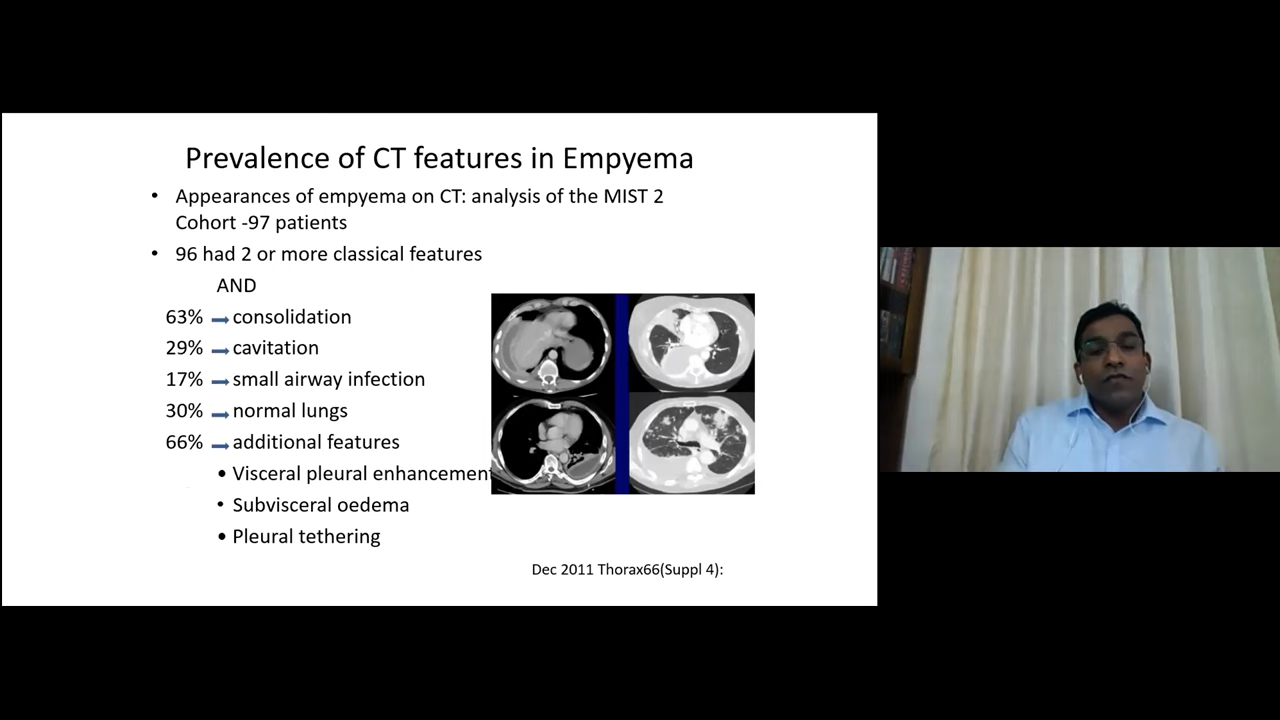 Prevalence of CT features in Empyema
• Appearances of empyema on CT: analysis of the MIST 2
Cohort -97 patients
• 96 had 2 or more classical features
AND
63% ➡ consolidation
29% ➡ cavitation
17% ➡ small airway infection
30% ➡ normal lungs
66% ➡ additional features
• Visceral pleural enhancement
• Subvisceral oedema
• Pleural tethering
Dec 2011 Thorax66(Suppl 4):